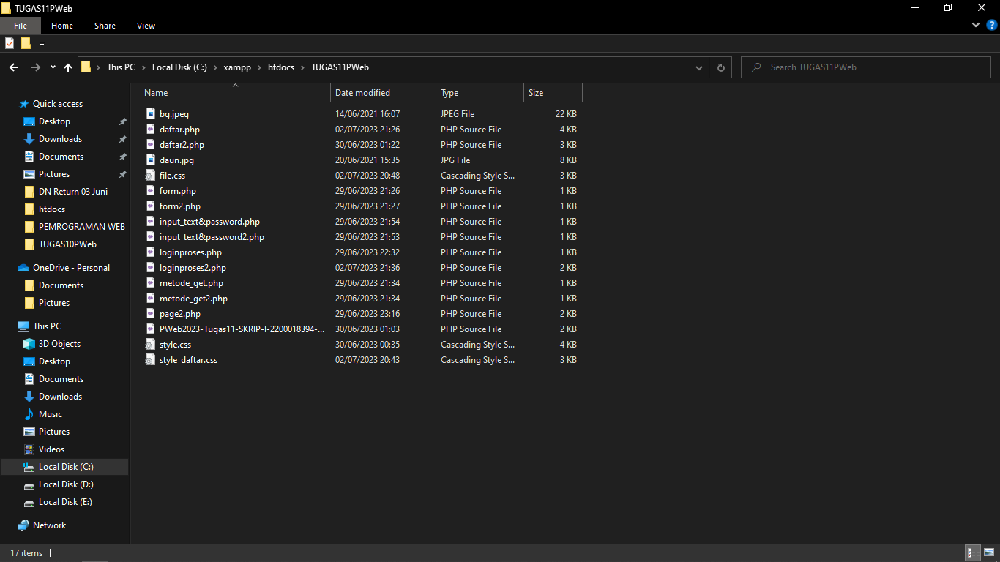 TUGAS11PWeb
File Home Share View
This PC Local Disk (C:) xampp htdocs TUGAS11PWeb Search TUGAS11PWeb
Quick access
Desktop
Downloads
Documents
Pictures
DN Return 03 Juni
htdocs
PEMROGRAMAN WEB
TUGAS10PWeb
OneDrive - Personal
Documents
Pictures
This PC
3D Objects
Desktop
Documents
Downloads
Music
Pictures
Videos
Local Disk (C:)
Local Disk (D:)
Local Disk (E:)
Network
Name Date modified Type Size
bg.jpeg 14/06/2021 16:07 JPEG File 22 KB
daftar.php 02/07/2023 21:26 PHP Source File 4 KB
daftar2.php 30/06/2023 01:22 PHP Source File 3 KB
daun.jpg 20/06/2021 15:35 JPG File 8 KB
file.css 02/07/2023 20:48 Cascading Style S... 3 KB
form.php 29/06/2023 21:26 PHP Source File 1 KB
form2.php 29/06/2023 21:27 PHP Source File 1 KB
input_text&password.php 29/06/2023 21:54 PHP Source File 1 KB
input_text&password2.php 29/06/2023 21:53 PHP Source File 1 KB
loginproses.php 29/06/2023 22:32 PHP Source File 1 KB
loginproses2.php 02/07/2023 21:36 PHP Source File 2 KB
metode_get.php 29/06/2023 21:34 PHP Source File 1 KB
metode_get2.php 29/06/2023 21:34 PHP Source File 1 KB
page2.php 29/06/2023 23:16 PHP Source File 2 KB
PWeb2023-Tugas11-SKRIP-I-2200018394-... 30/06/2023 01:03 PHP Source File 2 KB
style.css 30/06/2023 00:35 Cascading Style S... 4 KB
style_daftar.css 02/07/2023 20:43 Cascading Style S... 3 KB
17 items